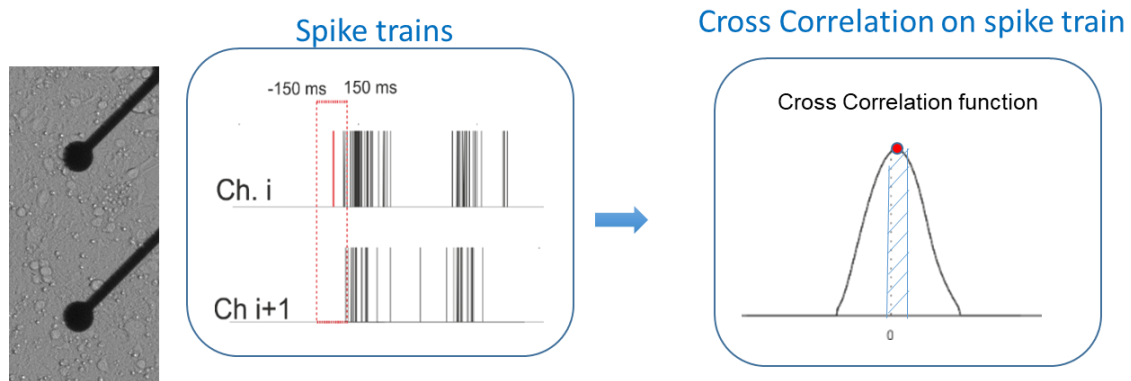 Spike trains
Cross Correlation on spike train
-150 ms 150 ms
Ch. i
Ch i+1
Cross Correlation function
0